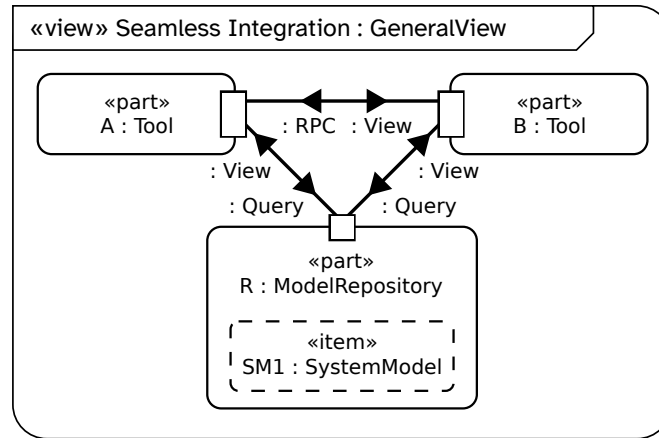 «view» Seamless Integration : GeneralView
«part»
A : Tool
«part»
B : Tool
: RPC
: View
: View
: View
: Query
: Query
«part»
R : ModelRepository
«item»
SM1 : SystemModel